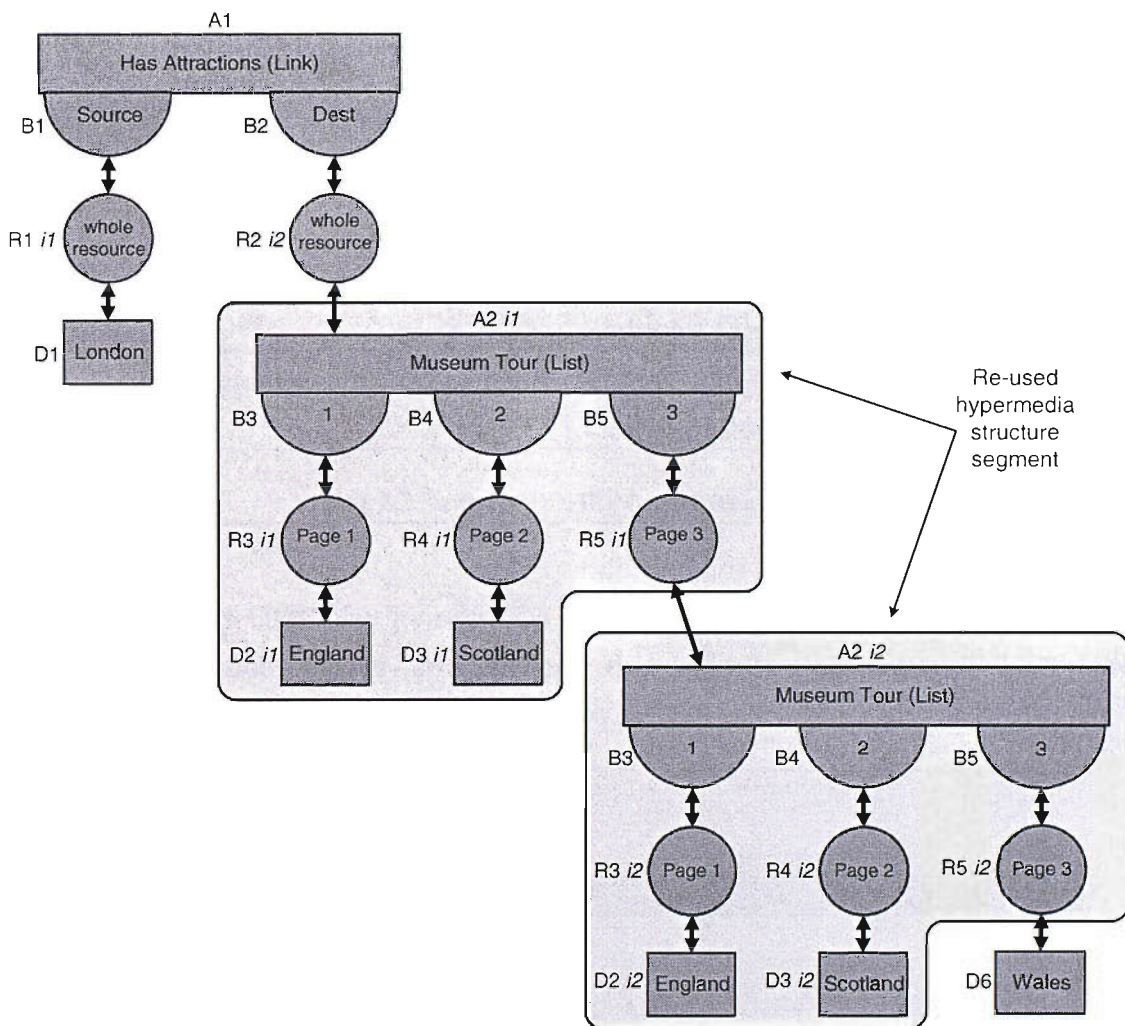 A1
Has Attractions (Link)
B1 Source B2 Dest
R1 i1 whole resource R2 i2 whole resource
D1 London
A2 i1
Museum Tour (List)
B3 1 B4 2 B5 3
R3 i1 Page 1 R4 i1 Page 2 R5 i1 Page 3
D2 i1 England D3 i1 Scotland
Re-used
hypermedia
structure
segment
A2 i2
Museum Tour (List)
B3 1 B4 2 B5 3
R3 i2 Page 1 R4 i2 Page 2 R5 i2 Page 3
D2 i2 England D3 i2 Scotland D6 Wales